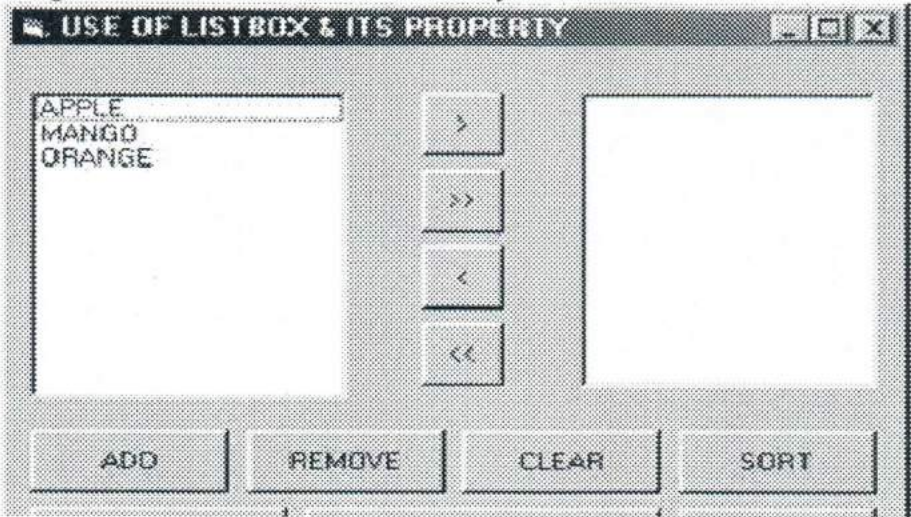 USE OF LISTBOX & ITS PROPERTY
APPLE
MANGO
ORANGE
>
>>
<
<<
ADD REMOVE CLEAR SORT